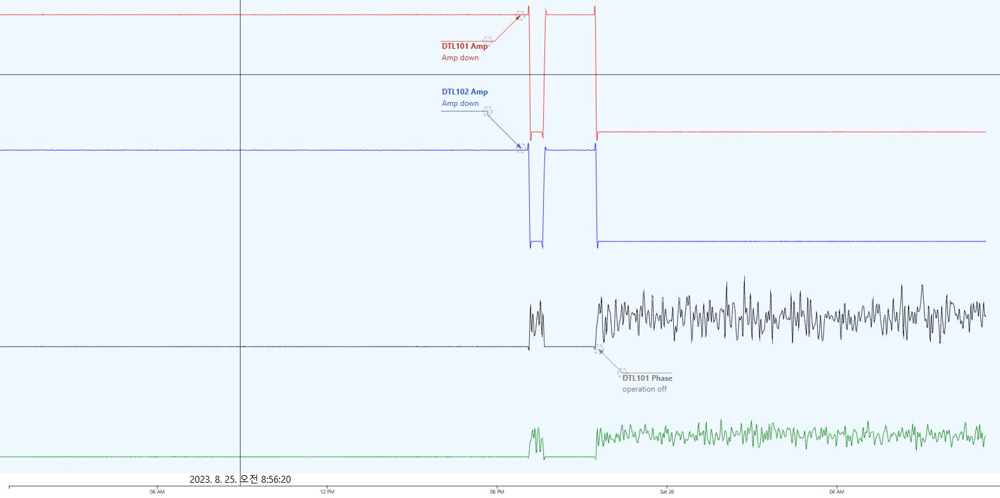 DTL101 Amp
Amp down
DTL102 Amp
Amp down
DTL101 Phase
operation off
2023. 8. 25. 오전 8:56:20
06 AM
12 PM
06 PM
Sat 26
06 AM